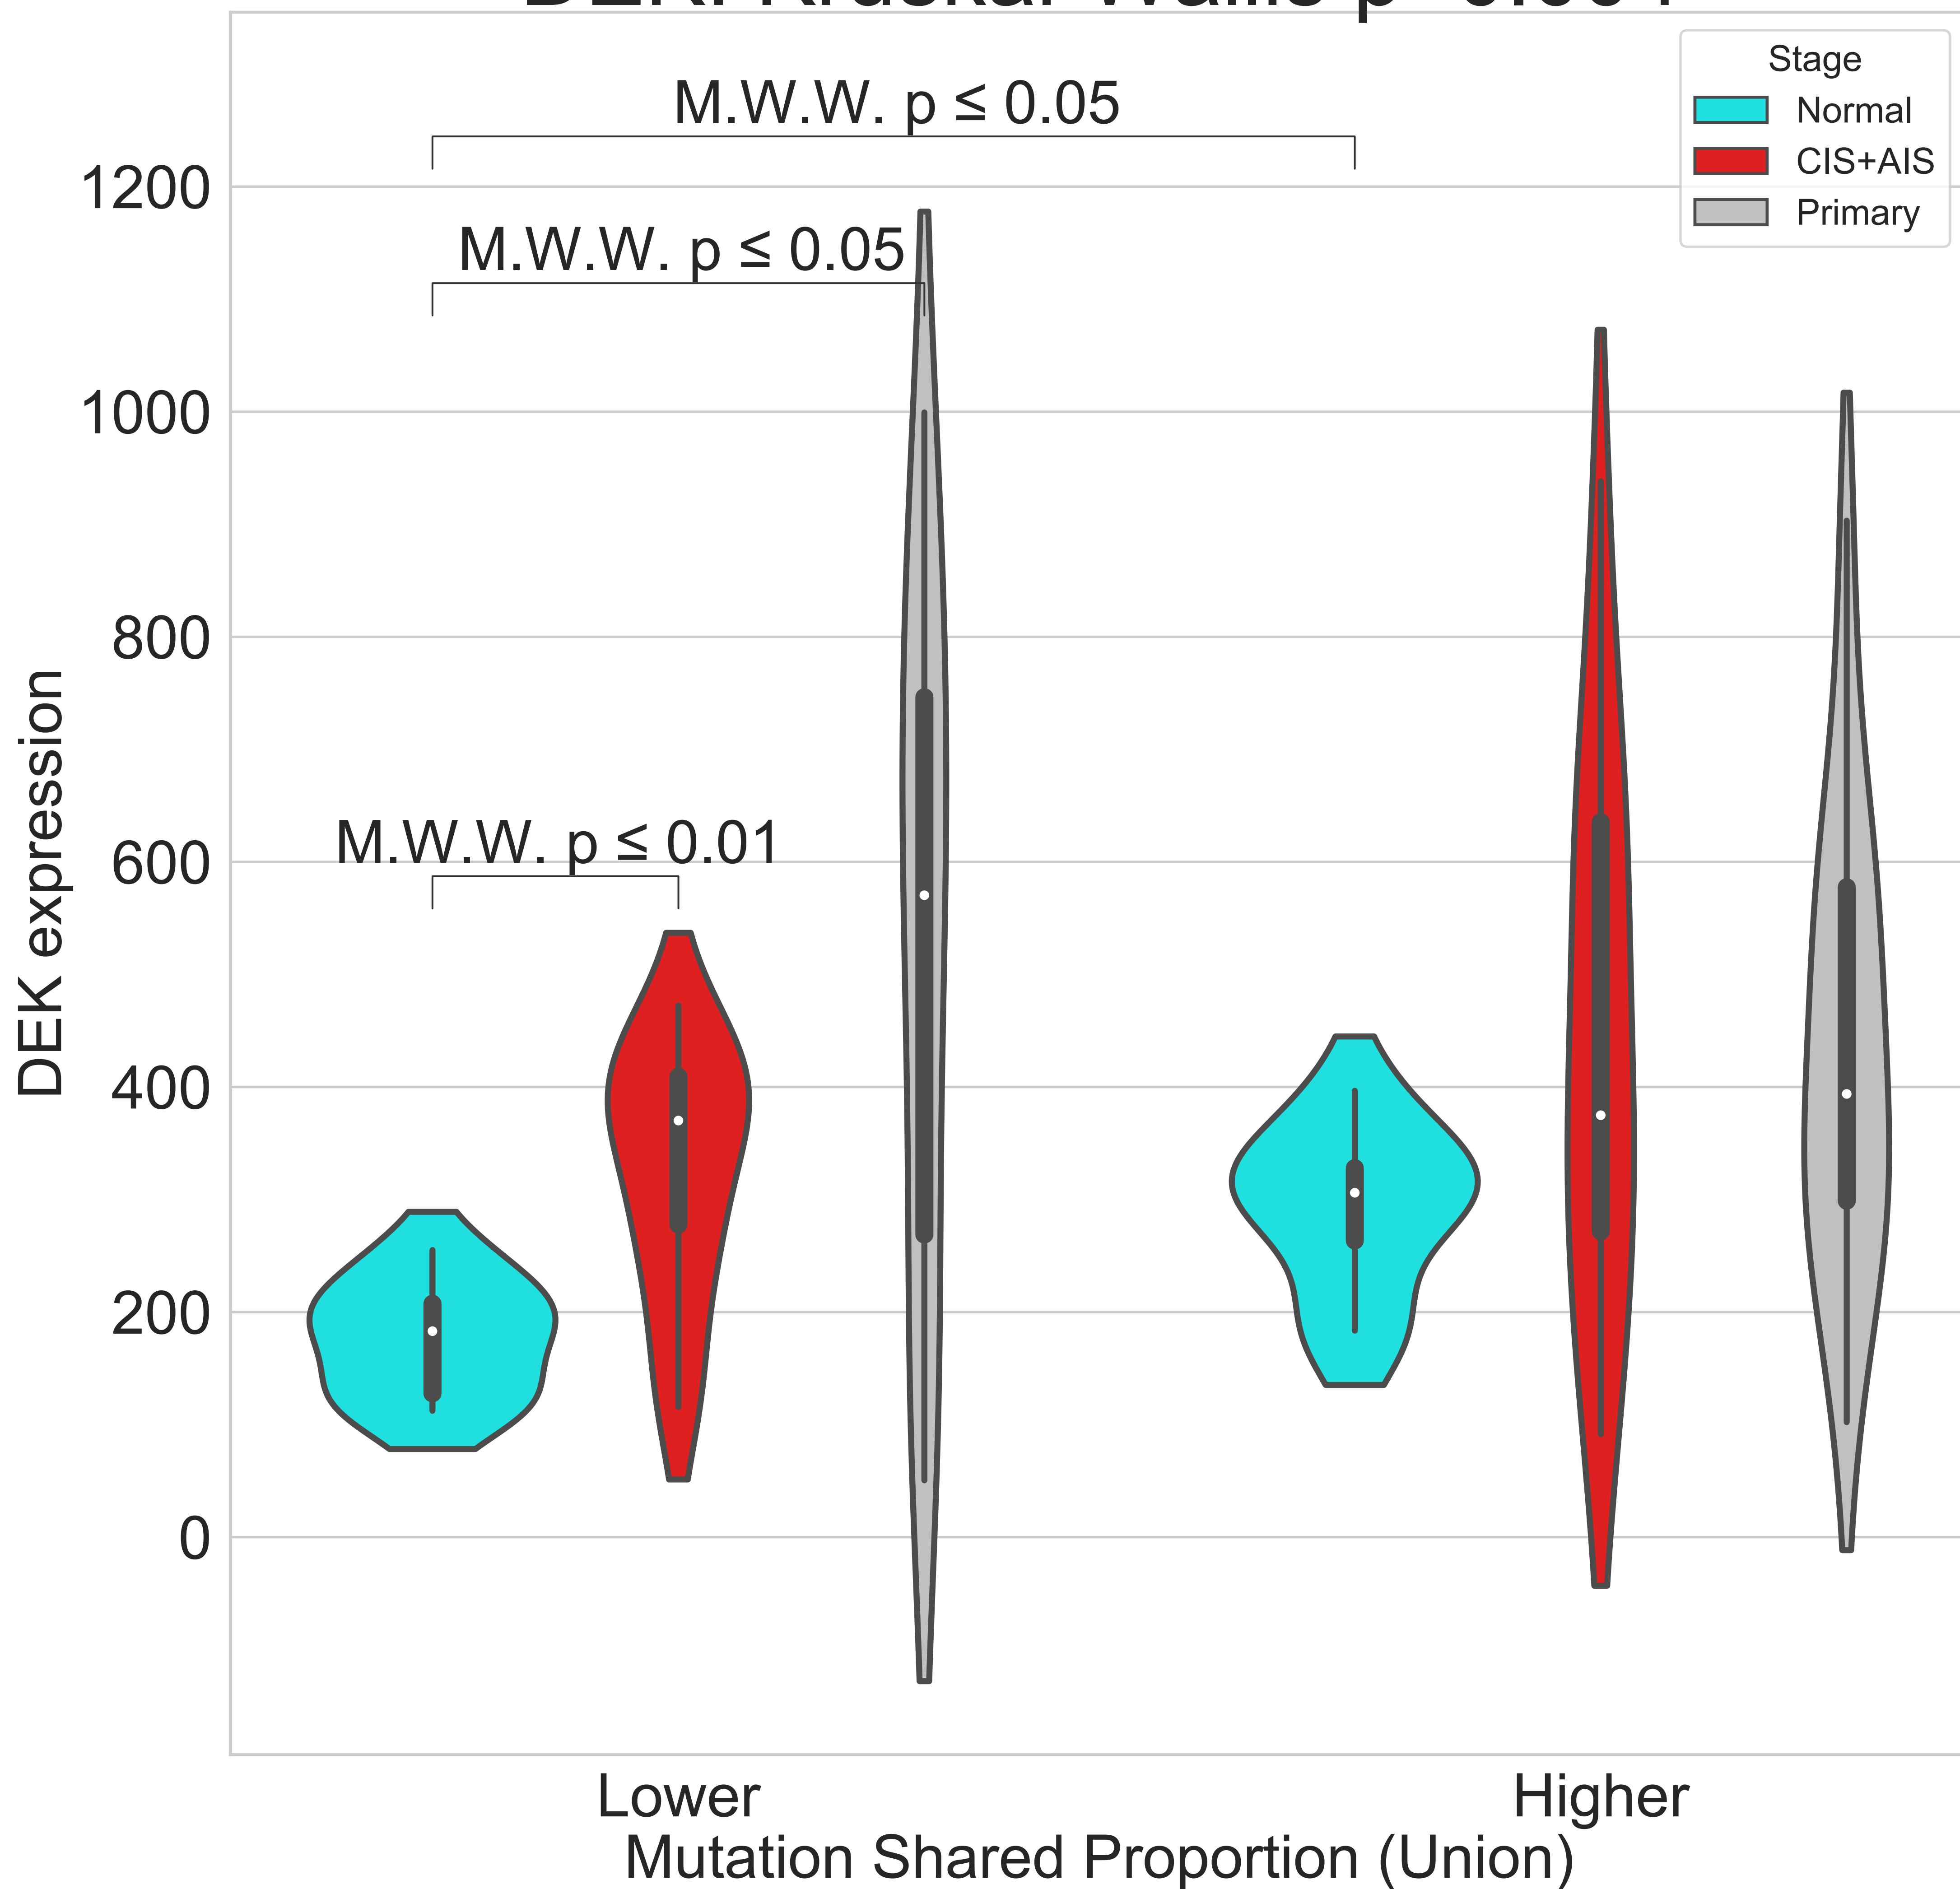 M.W.W. p ≤ 0.05
M.W.W. p ≤ 0.05
M.W.W. p ≤ 0.01
Stage
Normal
CIS+AIS
Primary
1200
1000
800
600
400
200
0
DEK expression
Lower
Higher
Mutation Shared Proportion (Union)